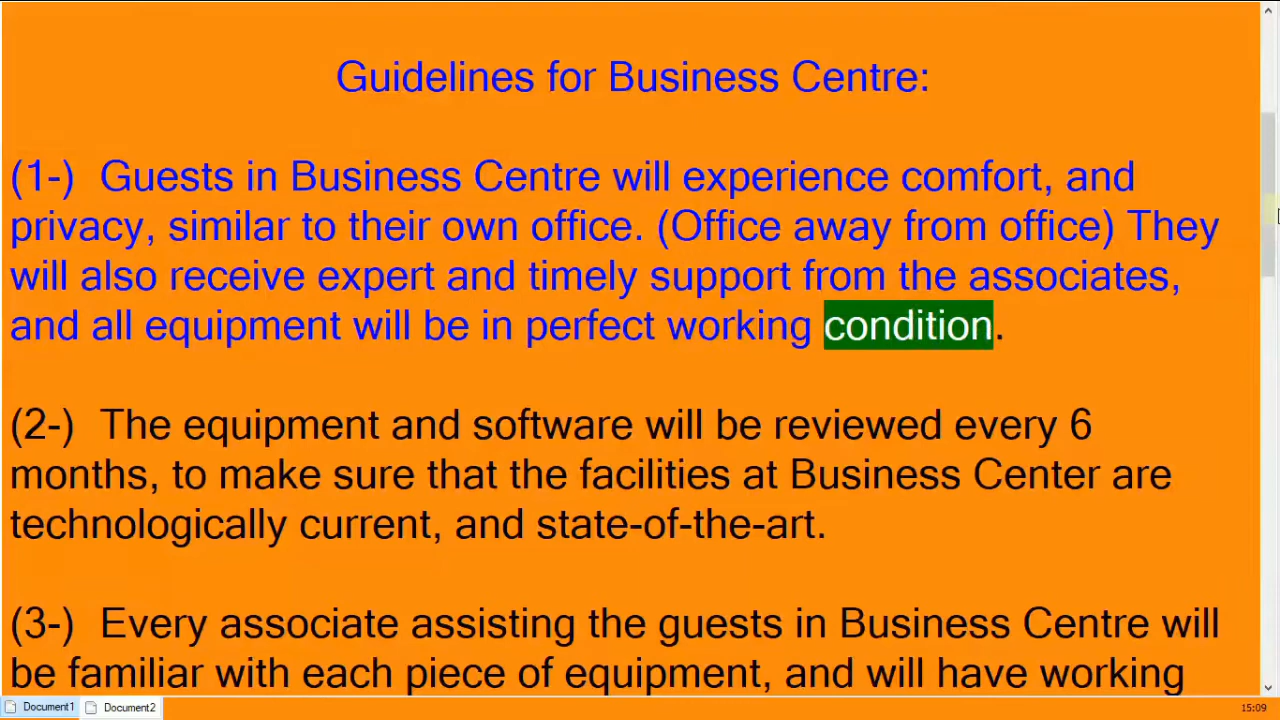 Guidelines for Business Centre:
(1-) Guests in Business Centre will experience comfort, and
privacy, similar to their own office. (Office away from office) They
will also receive expert and timely support from the associates,
and all equipment will be in perfect working condition.
(2-) The equipment and software will be reviewed every 6
months, to make sure that the facilities at Business Center are
technologically current, and state-of-the-art.
(3-) Every associate assisting the guests in Business Centre will
be familiar with each piece of equipment, and will have working
Document1 Document2 15:09